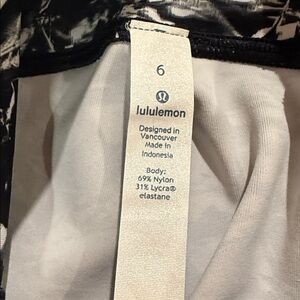 6
lululemon
Designed in
Vancouver
Made in
Indonesia
Body:
69% Nylon
31% Lycra®
elastane